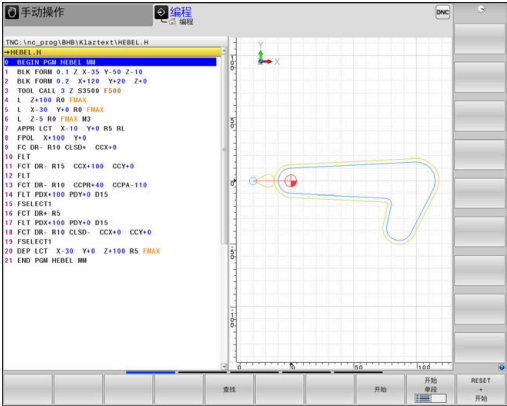 手动操作
编程
编程
DNC
TNC:\nc_prog\BHB\Klartext\HEBEL.H
→HEBEL.H
0 BEGIN PGM HEBEL MM
1 BLK FORM 0.1 Z X-35 Y-50 Z-10
2 BLK FORM 0.2 X+120 Y+20 Z+0
3 TOOL CALL 3 Z S3500 F500
4 L Z+100 R0 FMAX
5 L X-30 Y+0 R0 FMAX
6 L Z-5 R0 FMAX M3
7 APPR LCT X-10 Y+0 R5 RL
8 FPOL X+100 Y+0
9 FC DR- R10 CLSD+ CCX+0
10 FLT
11 FCT DR- R15 CCX+100 CCY+0
12 FLT
13 FCT DR- R10 CCPR+40 CCPA-110
14 FLT PDX+100 PDY+0 D15
15 FSELECT1
16 FCT DR+ R5
17 FLT PDX+100 PDY+0 D15
18 FCT DR- R10 CLSD- CCX+0 CCY+0
19 FSELECT1
20 DEP LCT X-30 Y+0 Z+100 R5 FMAX
21 END PGM HEBEL MM
Y
X
0
50
100
查找
开始
开始
单段
RESET
+
开始